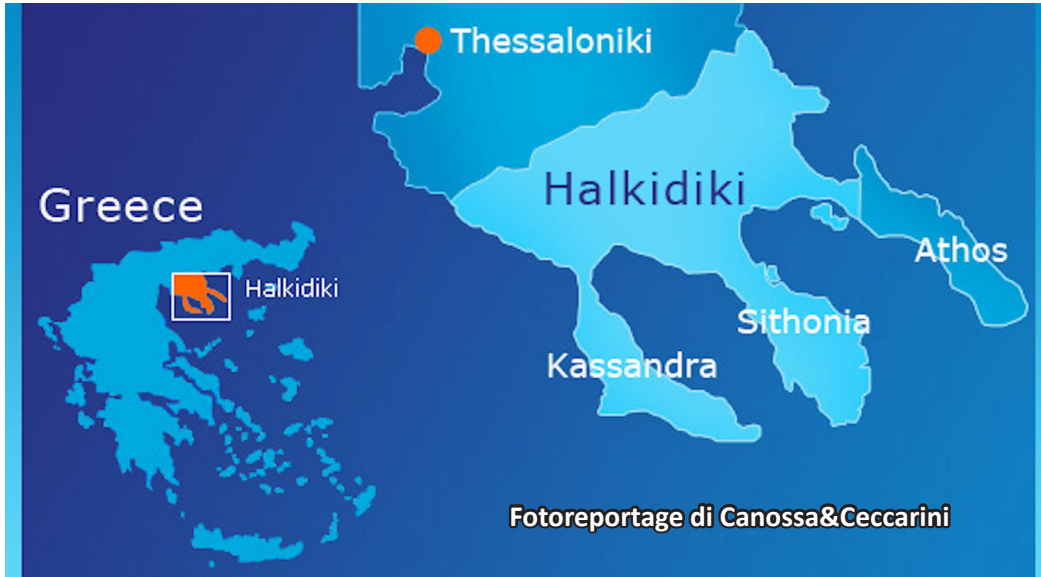 Thessaloniki
Greece
Halkidiki
Halkidiki
Athos
Sithonia
Kassandra
Fotoreportage di Canossa&Ceccarini